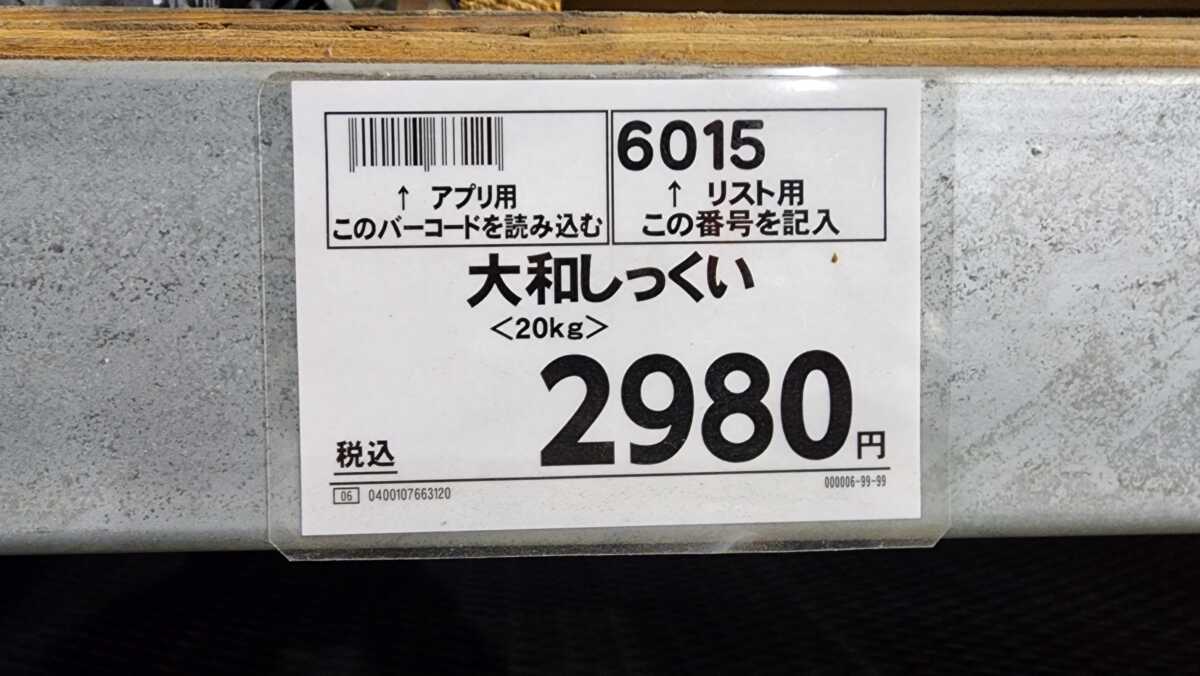 ↑ アプリ用
このバーコードを読み込む
6015
↑ リスト用
この番号を記入
大和しっくい
<20kg>
2980円
税込
06 0400107663120
000006-99-99